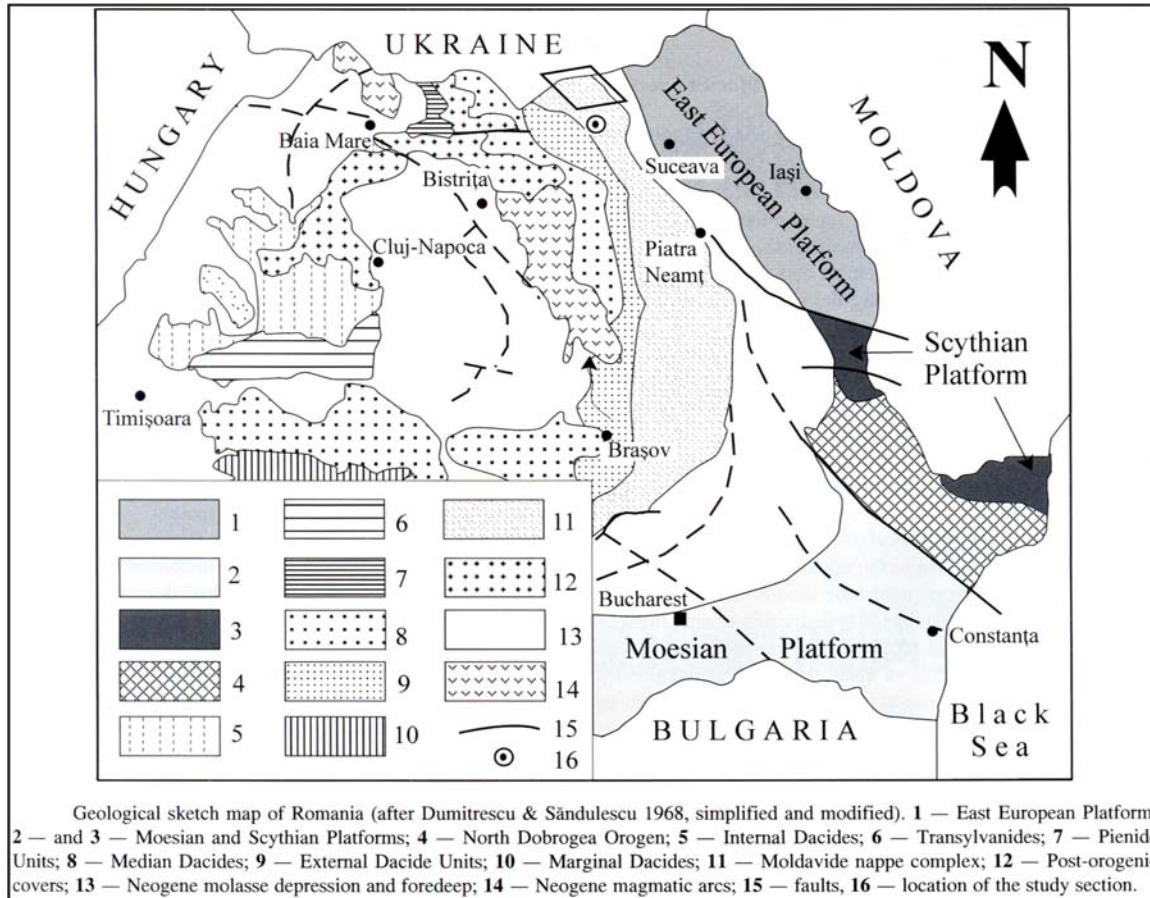 UKRAINE
HUNGARY
MOLDOVA
N
East European Platform
Baia Mare
Suceava
Iaşi
Bistriţa
Piatra
Neamţ
Cluj-Napoca
Scythian
Platform
Timişoara
Braşov
Bucharest
Moesian Platform
Constanţa
BULGARIA
Black
Sea
1
2
3
4
5
6
7
8
9
10
11
12
13
14
15
16
Geological sketch map of Romania (after Dumitrescu & Săndulescu 1968, simplified and modified). 1 — East European Platform
2 — and 3 — Moesian and Scythian Platforms; 4 — North Dobrogea Orogen; 5 — Internal Dacides; 6 — Transylvanides; 7 — Pienide
Units; 8 — Median Dacides; 9 — External Dacide Units; 10 — Marginal Dacides; 11 — Moldavide nappe complex; 12 — Post-orogenic
covers; 13 — Neogene molasse depression and foredeep; 14 — Neogene magmatic arcs; 15 — faults, 16 — location of the study section.